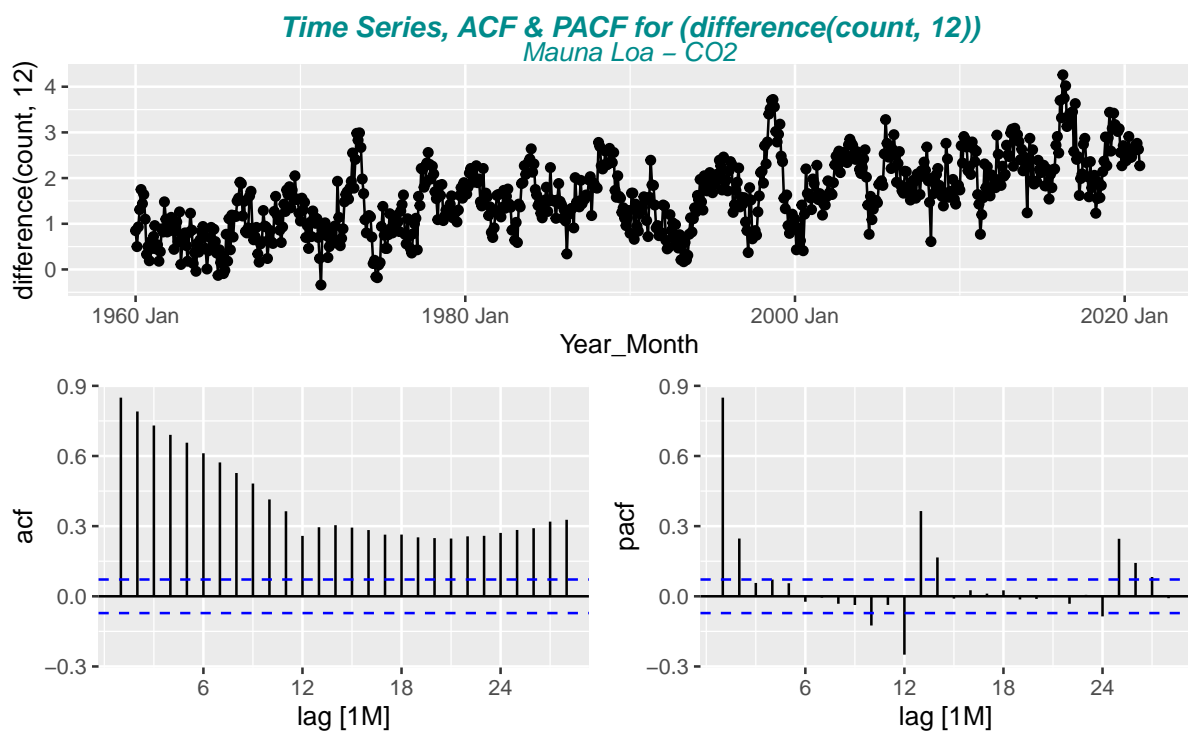 Time Series, ACF & PACF for (difference(count, 12))
Mauna Loa – CO2
difference(count, 12)
4
3
2
1
0
1960 Jan
1980 Jan
2000 Jan
2020 Jan
Year_Month
acf
0.9
0.6
0.3
0.0
−0.3
6
12
18
24
lag [1M]
pacf
0.9
0.6
0.3
0.0
−0.3
6
12
18
24
lag [1M]